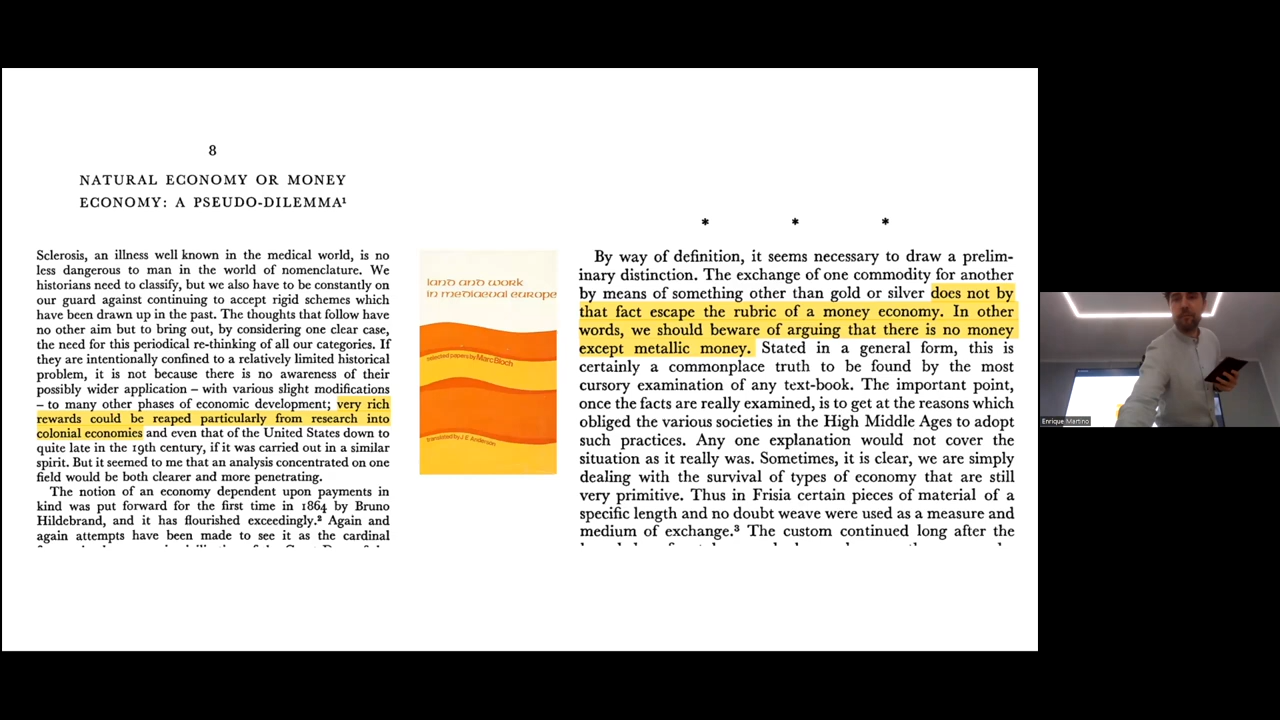 8
NATURAL ECONOMY OR MONEY
ECONOMY: A PSEUDO-DILEMMA¹
Sclerosis, an illness well known in the medical world, is no
less dangerous to man in the world of nomenclature. We
historians need to classify, but we also have to be constantly on
our guard against continuing to accept rigid schemes which
have been drawn up in the past. The thoughts that follow have
no other aim but to bring out, by considering one clear case,
the need for this periodical re-thinking of all our categories. If
they are intentionally confined to a relatively limited historical
problem, it is not because there is no awareness of their
possibly wider application – with various slight modifications
– to many other phases of economic development; very rich
rewards could be reaped particularly from research into
colonial economies and even that of the United States down to
quite late in the 19th century, if it was carried out in a similar
spirit. But it seemed to me that an analysis concentrated on one
field would be both clearer and more penetrating.
The notion of an economy dependent upon payments in
kind was put forward for the first time in 1864 by Bruno
Hildebrand, and it has flourished exceedingly.² Again and
again attempts have been made to see it as the cardinal
land and work
in mediaeval europe
selected papers by Marc Bloch
translated by J.E. Anderson
* * *
By way of definition, it seems necessary to draw a prelim-
inary distinction. The exchange of one commodity for another
by means of something other than gold or silver does not by
that fact escape the rubric of a money economy. In other
words, we should beware of arguing that there is no money
except metallic money. Stated in a general form, this is
certainly a commonplace truth to be found by the most
cursory examination of any text-book. The important point,
once the facts are really examined, is to get at the reasons which
obliged the various societies in the High Middle Ages to adopt
such practices. Any one explanation would not cover the
situation as it really was. Sometimes, it is clear, we are simply
dealing with the survival of types of economy that are still
very primitive. Thus in Frisia certain pieces of material of a
specific length and no doubt weave were used as a measure and
medium of exchange.³ The custom continued long after the
Enrique Martino